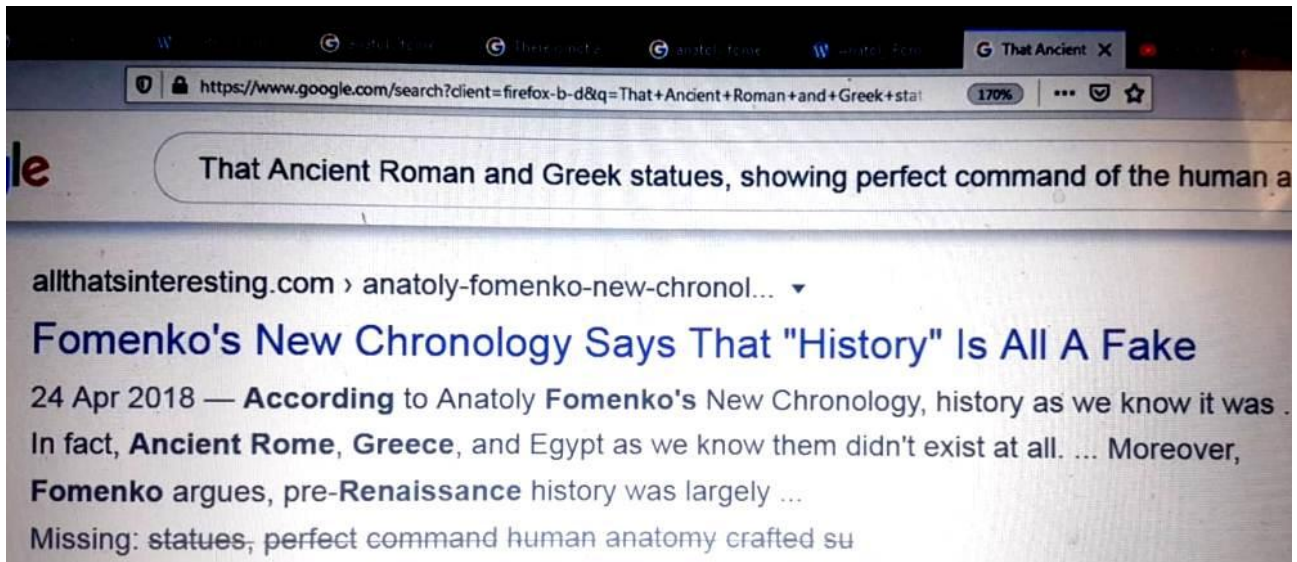 That Ancient
https://www.google.com/search?client=firefox-b-d&q=That+Ancient+Roman+and+Greek+stat
170%
le
That Ancient Roman and Greek statues, showing perfect command of the human a
allthatsinteresting.com › anatoly-fomenko-new-chronol...
Fomenko's New Chronology Says That "History" Is All A Fake
24 Apr 2018 — According to Anatoly Fomenko's New Chronology, history as we know it was .
In fact, Ancient Rome, Greece, and Egypt as we know them didn't exist at all. ... Moreover,
Fomenko argues, pre-Renaissance history was largely ...
Missing: statues, perfect command human anatomy crafted su